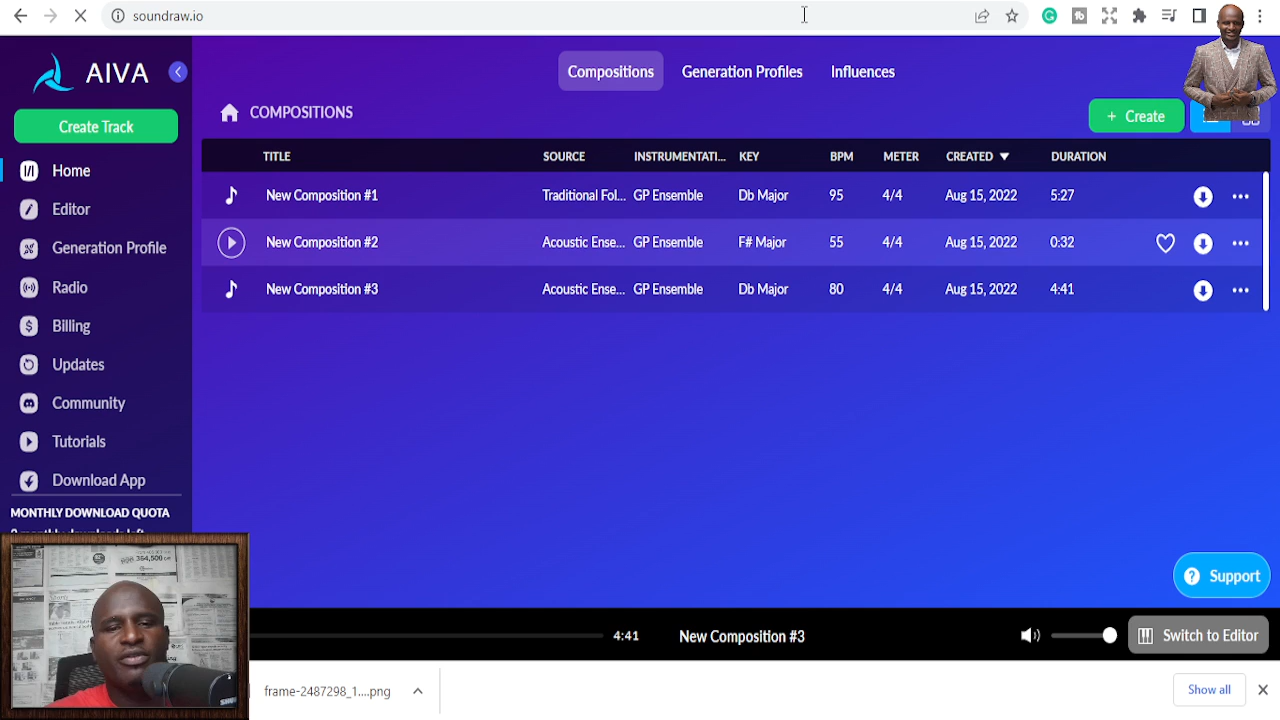 soundraw.io
AIVA
Compositions
Generation Profiles
Influences
COMPOSITIONS
+ Create
Create Track
Home
Editor
Generation Profile
Radio
Billing
Updates
Community
Tutorials
Download App
MONTHLY DOWNLOAD QUOTA
TITLE SOURCE INSTRUMENTATI... KEY BPM METER CREATED DURATION
New Composition #1 Traditional Fol... GP Ensemble Db Major 95 4/4 Aug 15, 2022 5:27
New Composition #2 Acoustic Ense... GP Ensemble F# Major 55 4/4 Aug 15, 2022 0:32
New Composition #3 Acoustic Ense... GP Ensemble Db Major 80 4/4 Aug 15, 2022 4:41
354,500
? Support
4:41 New Composition #3 Switch to Editor
frame-2487298_1....png
Show all